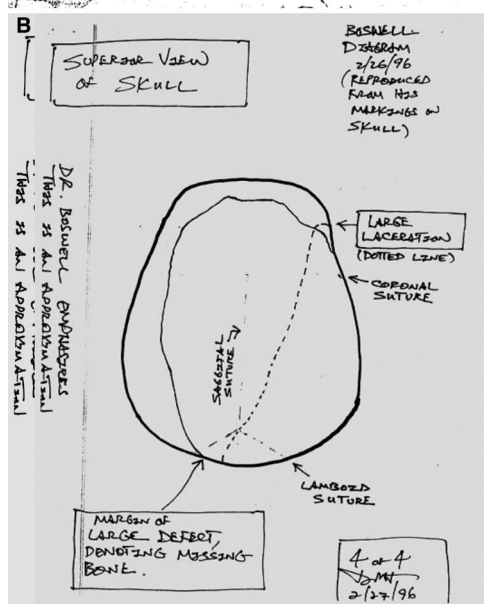 B
SUPERIOR VIEW
OF SKULL
BOSWELL
DIAGRAM
2/26/96
(REPRODUCED
FROM HIS
MARKINGS ON
SKULL)
DR. BOSWELL EMPHASIZES
THIS IS AN APPROXIMATION
THIS IS AN APPROXIMATION
LARGE
LACERATION
(DOTTED LINE)
CORONAL
SUTURE
SAGGITAL
SUTURE
LAMBOID
SUTURE
MARGIN OF
LARGE DEFECT,
DENOTING MISSING
BONE.
4 of 4
2/27/96